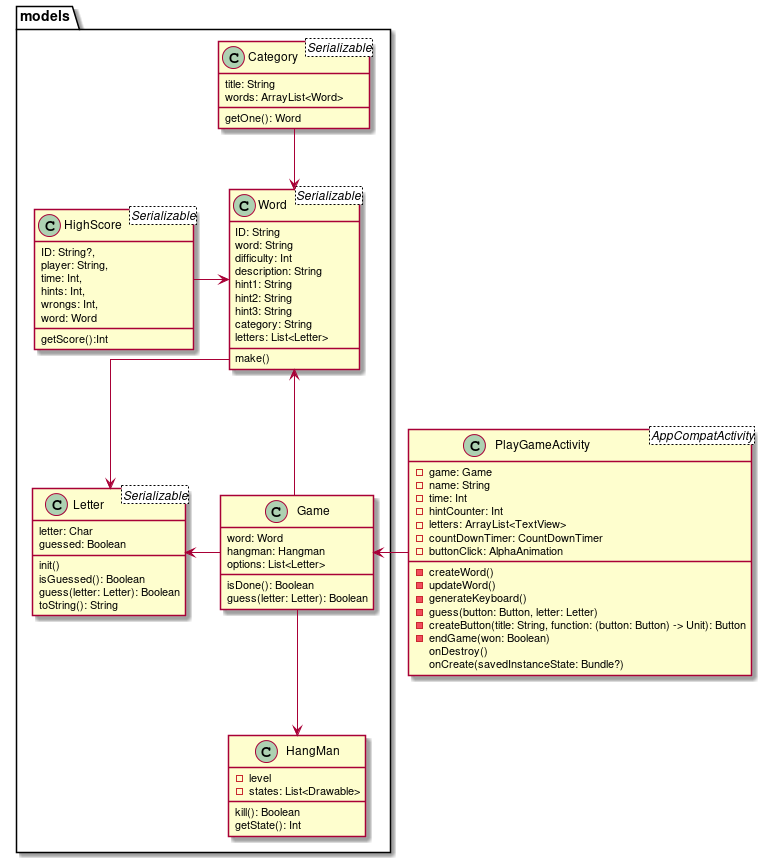 models
C Category
Serializable
title: String
words: ArrayList<Word>
getOne(): Word
C HighScore
Serializable
ID: String?,
player: String,
time: Int,
hints: Int,
wrongs: Int,
word: Word
getScore():Int
C Word
Serializable
ID: String
word: String
difficulty: Int
description: String
hint1: String
hint2: String
hint3: String
category: String
letters: List<Letter>
make()
C Letter
Serializable
letter: Char
guessed: Boolean
init()
isGuessed(): Boolean
guess(letter: Letter): Boolean
toString(): String
C Game
word: Word
hangman: Hangman
options: List<Letter>
isDone(): Boolean
guess(letter: Letter): Boolean
C PlayGameActivity
AppCompatActivity
game: Game
name: String
time: Int
hintCounter: Int
letters: ArrayList<TextView>
countDownTimer: CountDownTimer
buttonClick: AlphaAnimation
createWord()
updateWord()
generateKeyboard()
guess(button: Button, letter: Letter)
createButton(title: String, function: (button: Button) -> Unit): Button
endGame(won: Boolean)
onDestroy()
onCreate(savedInstanceState: Bundle?)
C HangMan
level
states: List<Drawable>
kill(): Boolean
getState(): Int